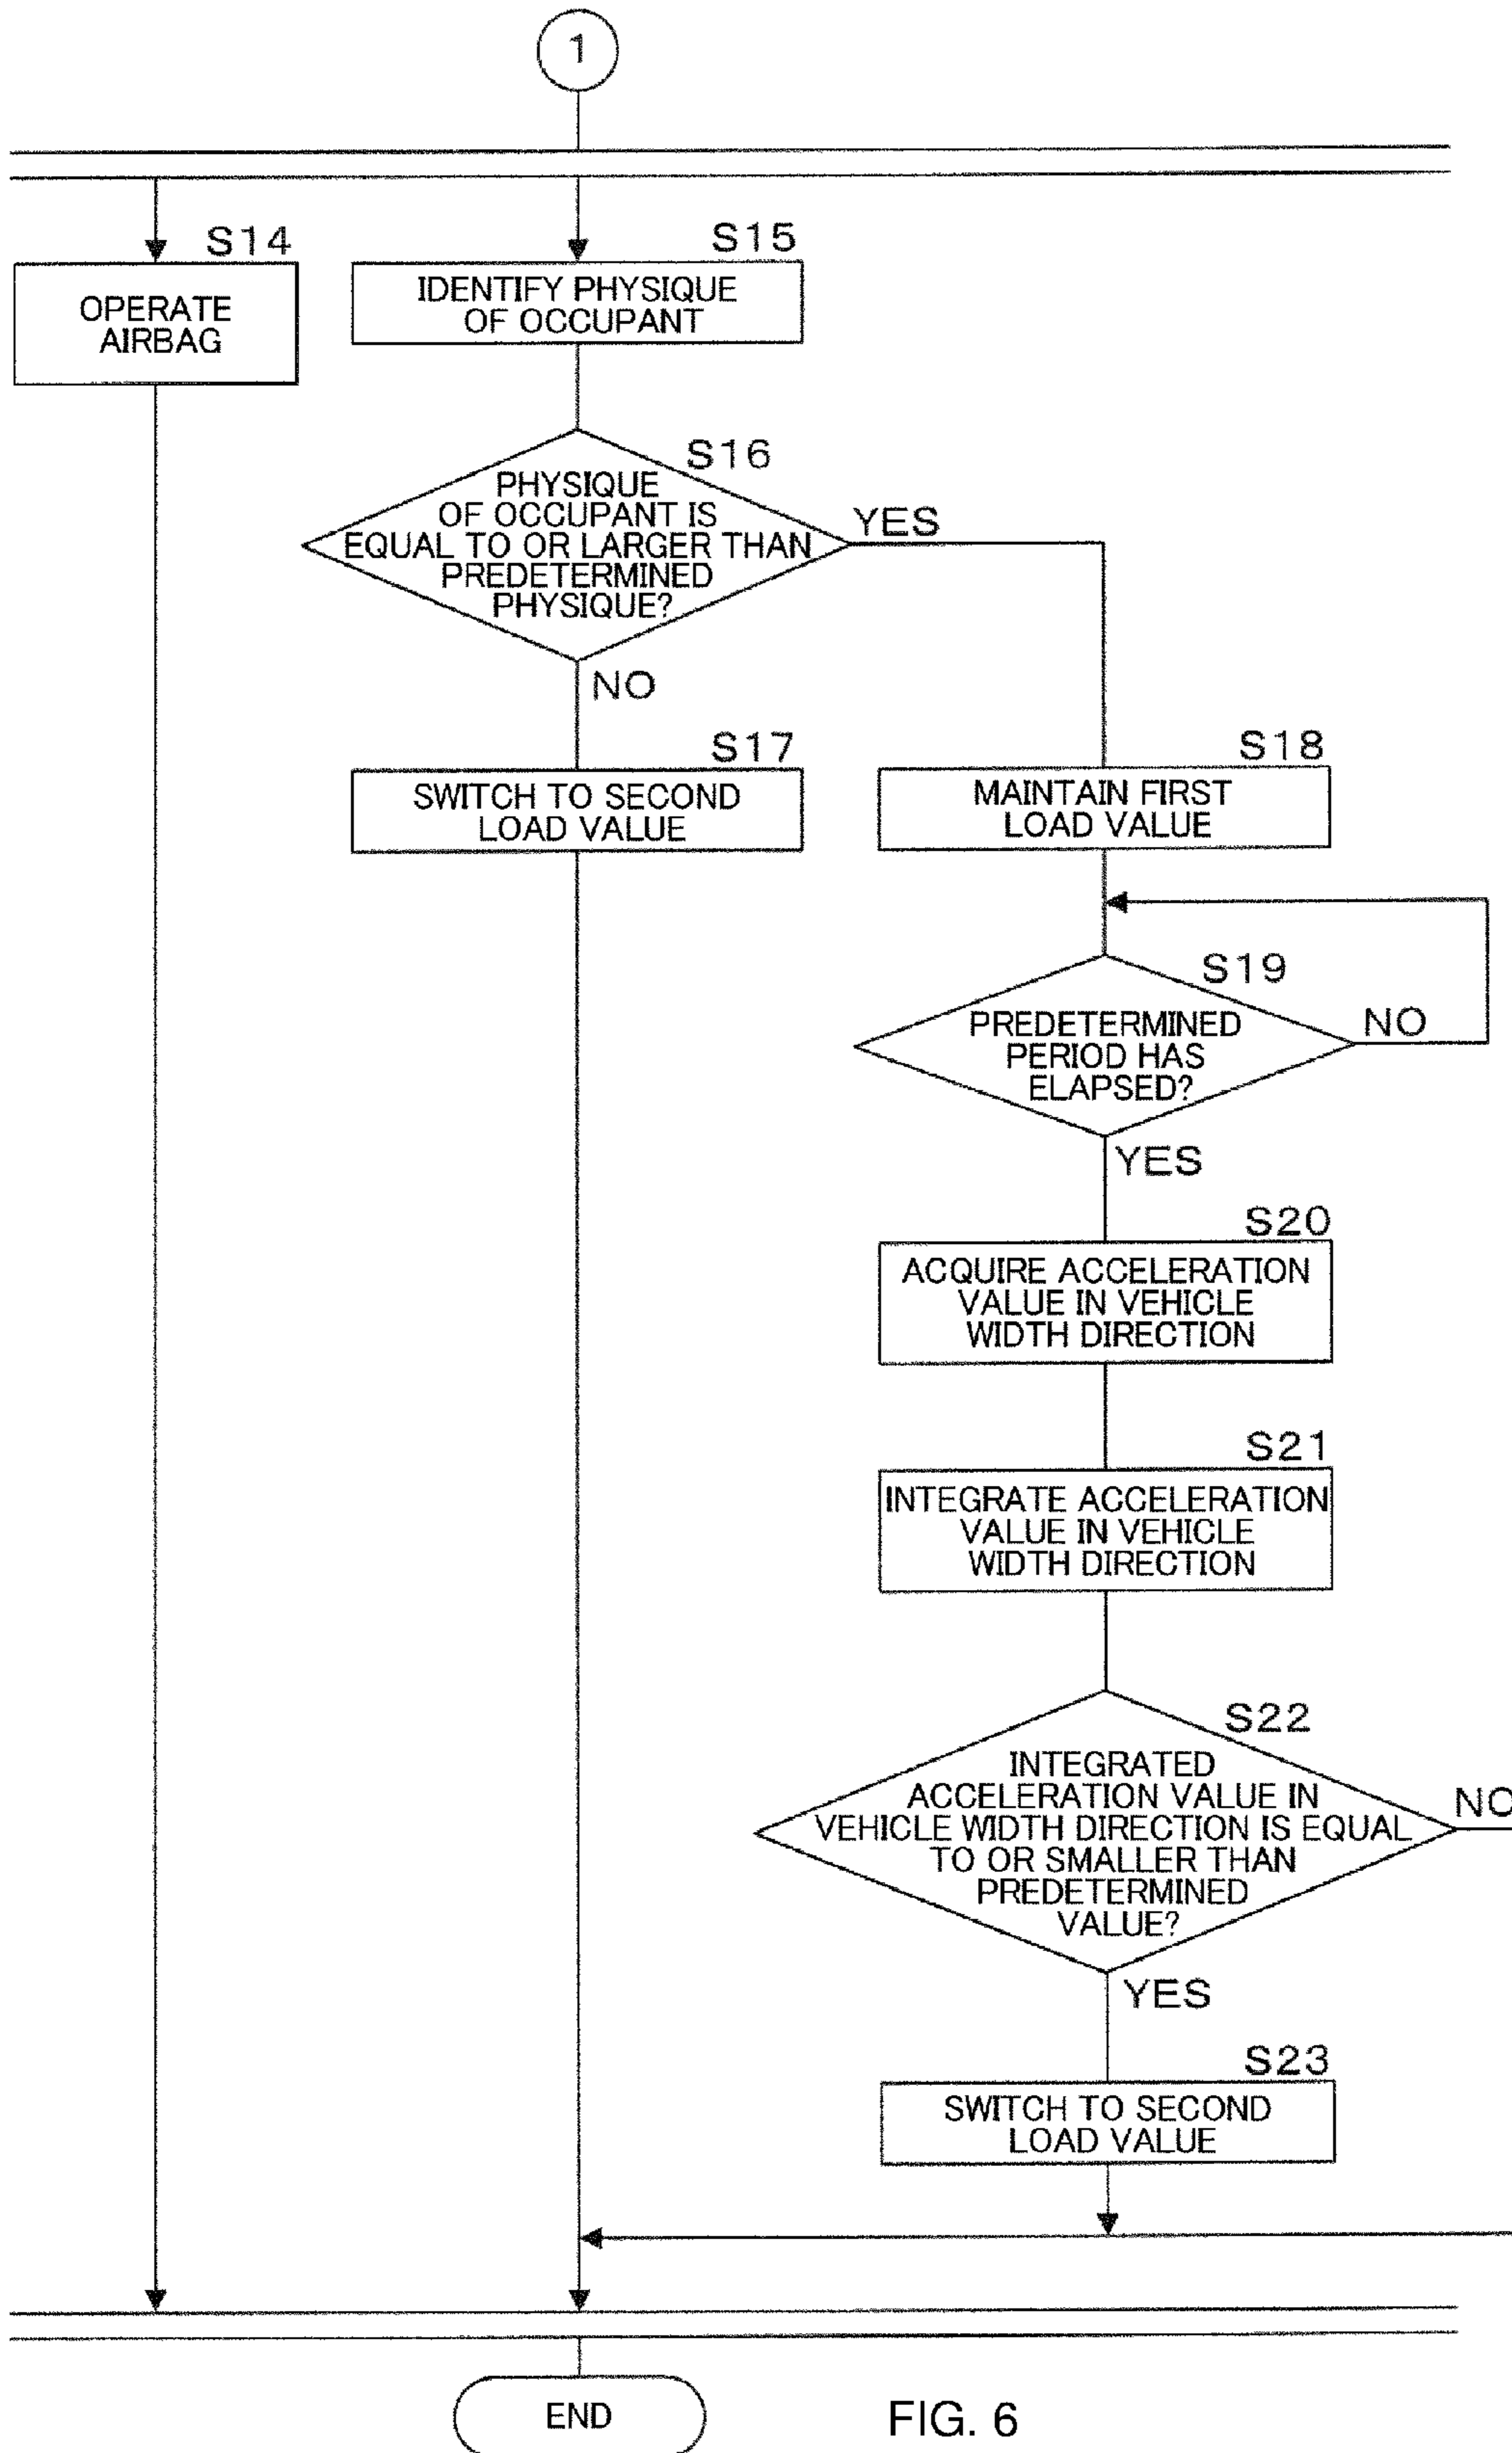 1
S14
OPERATE
AIRBAG
S15
IDENTIFY PHYSIQUE
OF OCCUPANT
S16
PHYSIQUE
OF OCCUPANT IS
EQUAL TO OR LARGER THAN
PREDETERMINED
PHYSIQUE?
YES
NO
S17
SWITCH TO SECOND
LOAD VALUE
S18
MAINTAIN FIRST
LOAD VALUE
S19
PREDETERMINED
PERIOD HAS
ELAPSED?
NO
YES
S20
ACQUIRE ACCELERATION
VALUE IN VEHICLE
WIDTH DIRECTION
S21
INTEGRATE ACCELERATION
VALUE IN VEHICLE
WIDTH DIRECTION
S22
INTEGRATED
ACCELERATION VALUE IN
VEHICLE WIDTH DIRECTION IS EQUAL
TO OR SMALLER THAN
PREDETERMINED
VALUE?
NO
YES
S23
SWITCH TO SECOND
LOAD VALUE
END
FIG. 6